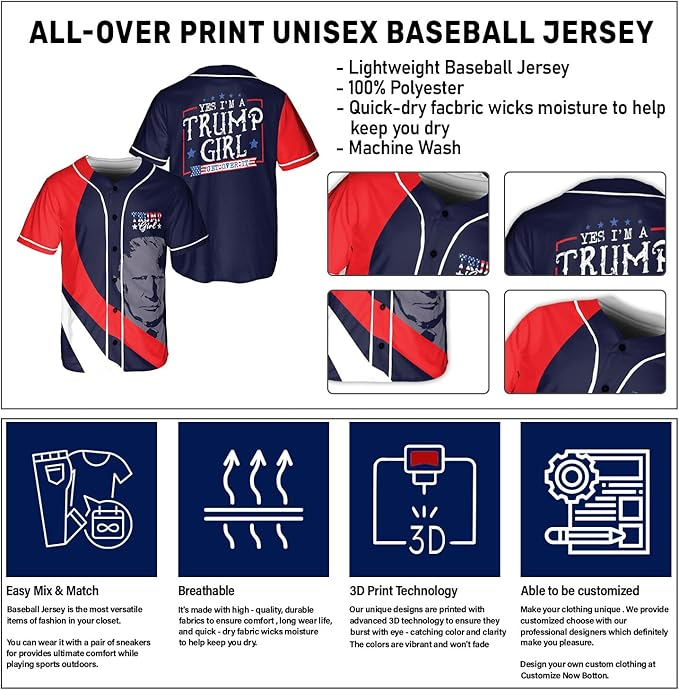 ALL-OVER PRINT UNISEX BASEBALL JERSEY
- Lightweight Baseball Jersey
- 100% Polyester
- Quick-dry facbric wicks moisture to help
keep you dry
- Machine Wash
YES I'M A
TRUMP
GIRL
GET OVER IT
TRUMP
Girl
TRUMP
Girl
YES I'M A
TRUMP
3D
Easy Mix & Match
Baseball Jersey is the most versatile
items of fashion in your closet.
You can wear it with a pair of sneakers
for provides ultimate comfort while
playing sports outdoors.
Breathable
It's made with high - quality, durable
fabrics to ensure comfort , long wear life,
and quick - dry fabric wicks moisture
to help keep you dry.
3D Print Technology
Our unique designs are printed with
advanced 3D technology to ensure they
burst with eye - catching color and clarity
The colors are vibrant and won't fade
Able to be customized
Make your clothing unique . We provide
customized choose with our
professional designers which definitely
make you pleasure.
Design your own custom clothing at
Customize Now Botton.